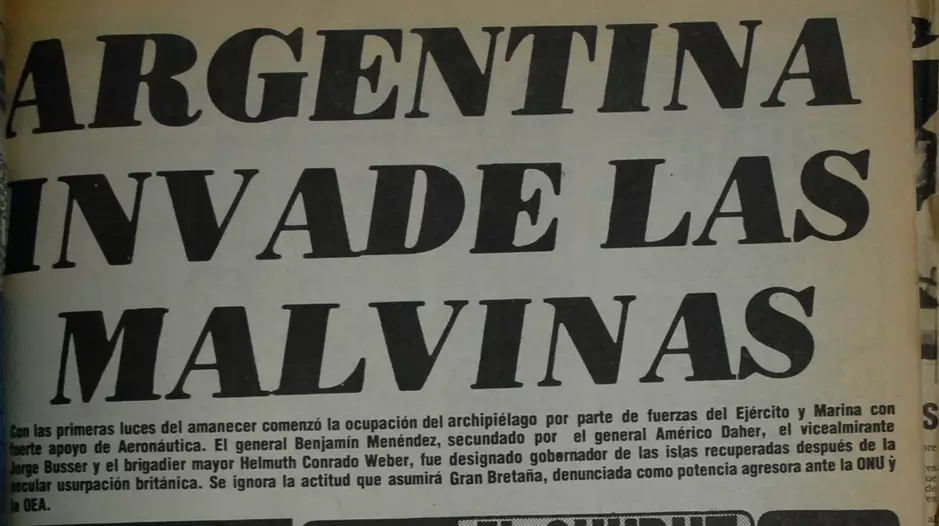 ARGENTINA
INVADE LAS
MALVINAS
Con las primeras luces del amanecer comenzó la ocupación del archipiélago por parte de fuerzas del Ejército y Marina con
fuerte apoyo de Aeronáutica. El general Benjamín Menéndez, secundado por el general Américo Daher, el vicealmirante
Jorge Busser y el brigadier mayor Helmuth Conrado Weber, fue designado gobernador de las islas recuperadas después de la
secular usurpación británica. Se ignora la actitud que asumirá Gran Bretaña, denunciada como potencia agresora ante la ONU y
la OEA.